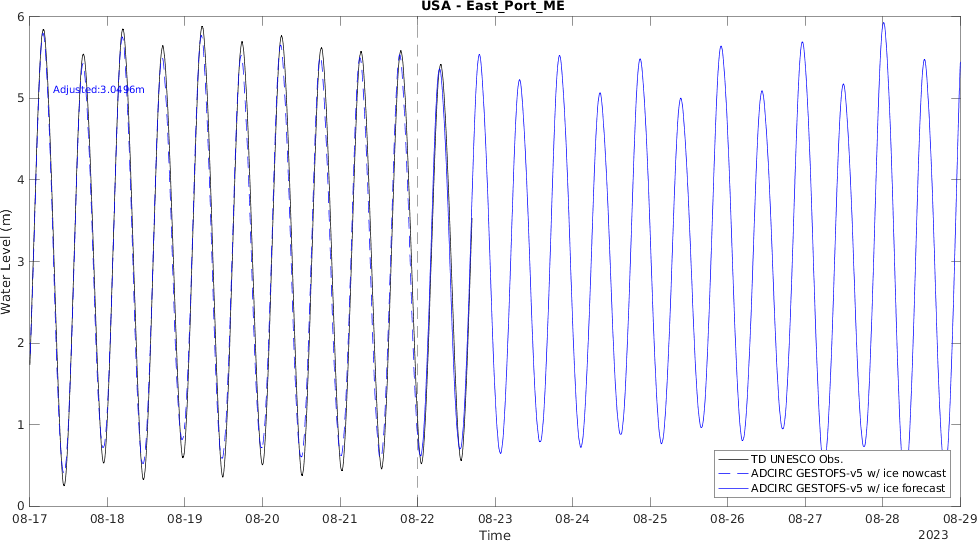 USA - East_Port_ME
6
5
4
3
2
1
0
Water Level (m)
Adjusted:3.0496m
TD UNESCO Obs.
ADCIRC GESTOFS-v5 w/ ice nowcast
ADCIRC GESTOFS-v5 w/ ice forecast
08-17 08-18 08-19 08-20 08-21 08-22 08-23 08-24 08-25 08-26 08-27 08-28 08-29
Time
2023